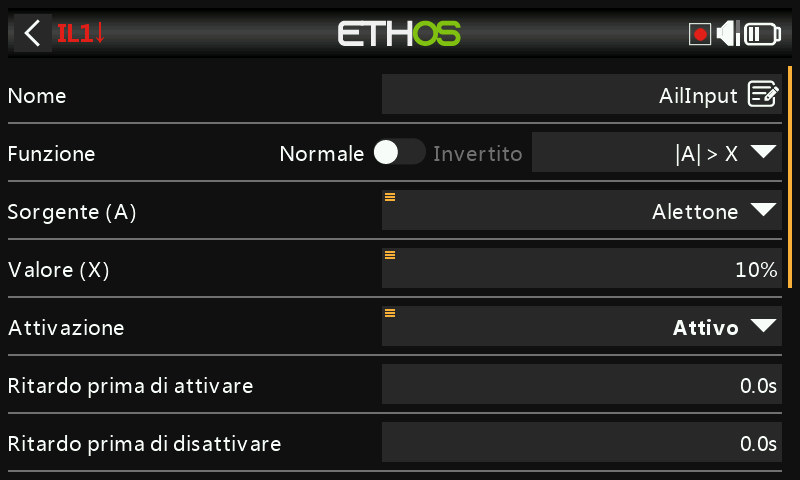 IL1↓ ETHOS
Nome AilInput
Funzione Normale Invertito |A| > X
Sorgente (A) Alettone
Valore (X) 10%
Attivazione Attivo
Ritardo prima di attivare 0.0s
Ritardo prima di disattivare 0.0s